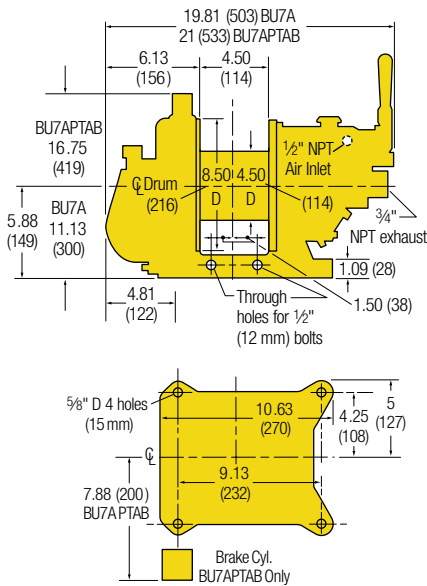 19.81 (503) BU7A
21 (533) BU7APTAB
6.13
(156)
4.50
(114)
BU7APTAB
16.75
(419)
½" NPT
Air Inlet
℄ Drum
8.50
4.50
(216)
D
D
(114)
5.88
(149)
BU7A
11.13
(300)
¾"
NPT exhaust
1.09 (28)
4.81
(122)
Through
holes for ½"
(12 mm) bolts
1.50 (38)
⅝" D 4 holes
(15 mm)
10.63
(270)
5
(127)
4.25
(108)
℄
9.13
(232)
7.88 (200)
BU7A PTAB
Brake Cyl.
BU7APTAB Only